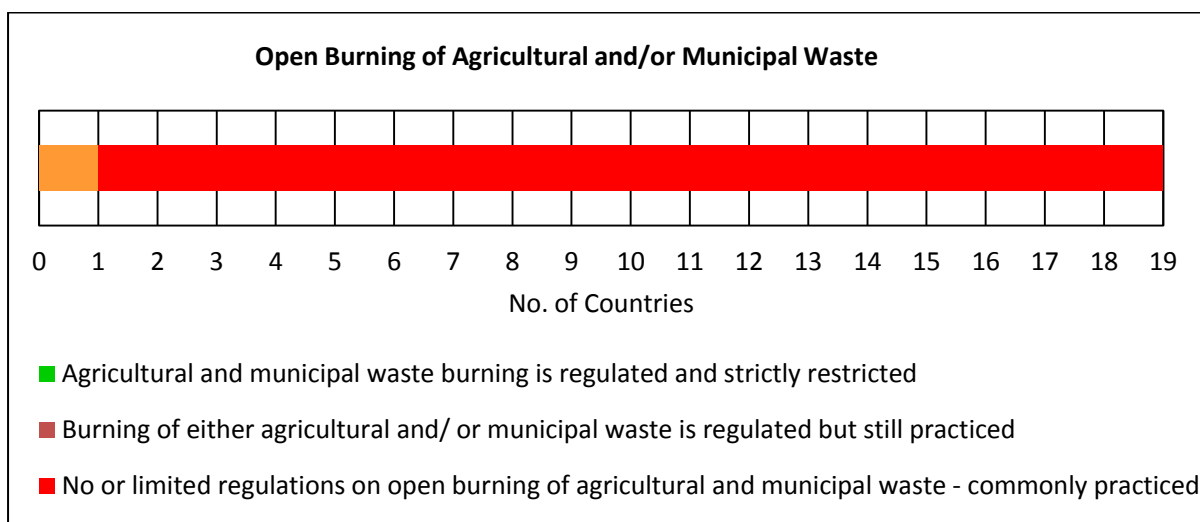 Open Burning of Agricultural and/or Municipal Waste
0 1 2 3 4 5 6 7 8 9 10 11 12 13 14 15 16 17 18 19
No. of Countries
Agricultural and municipal waste burning is regulated and strictly restricted
Burning of either agricultural and/ or municipal waste is regulated but still practiced
No or limited regulations on open burning of agricultural and municipal waste - commonly practiced